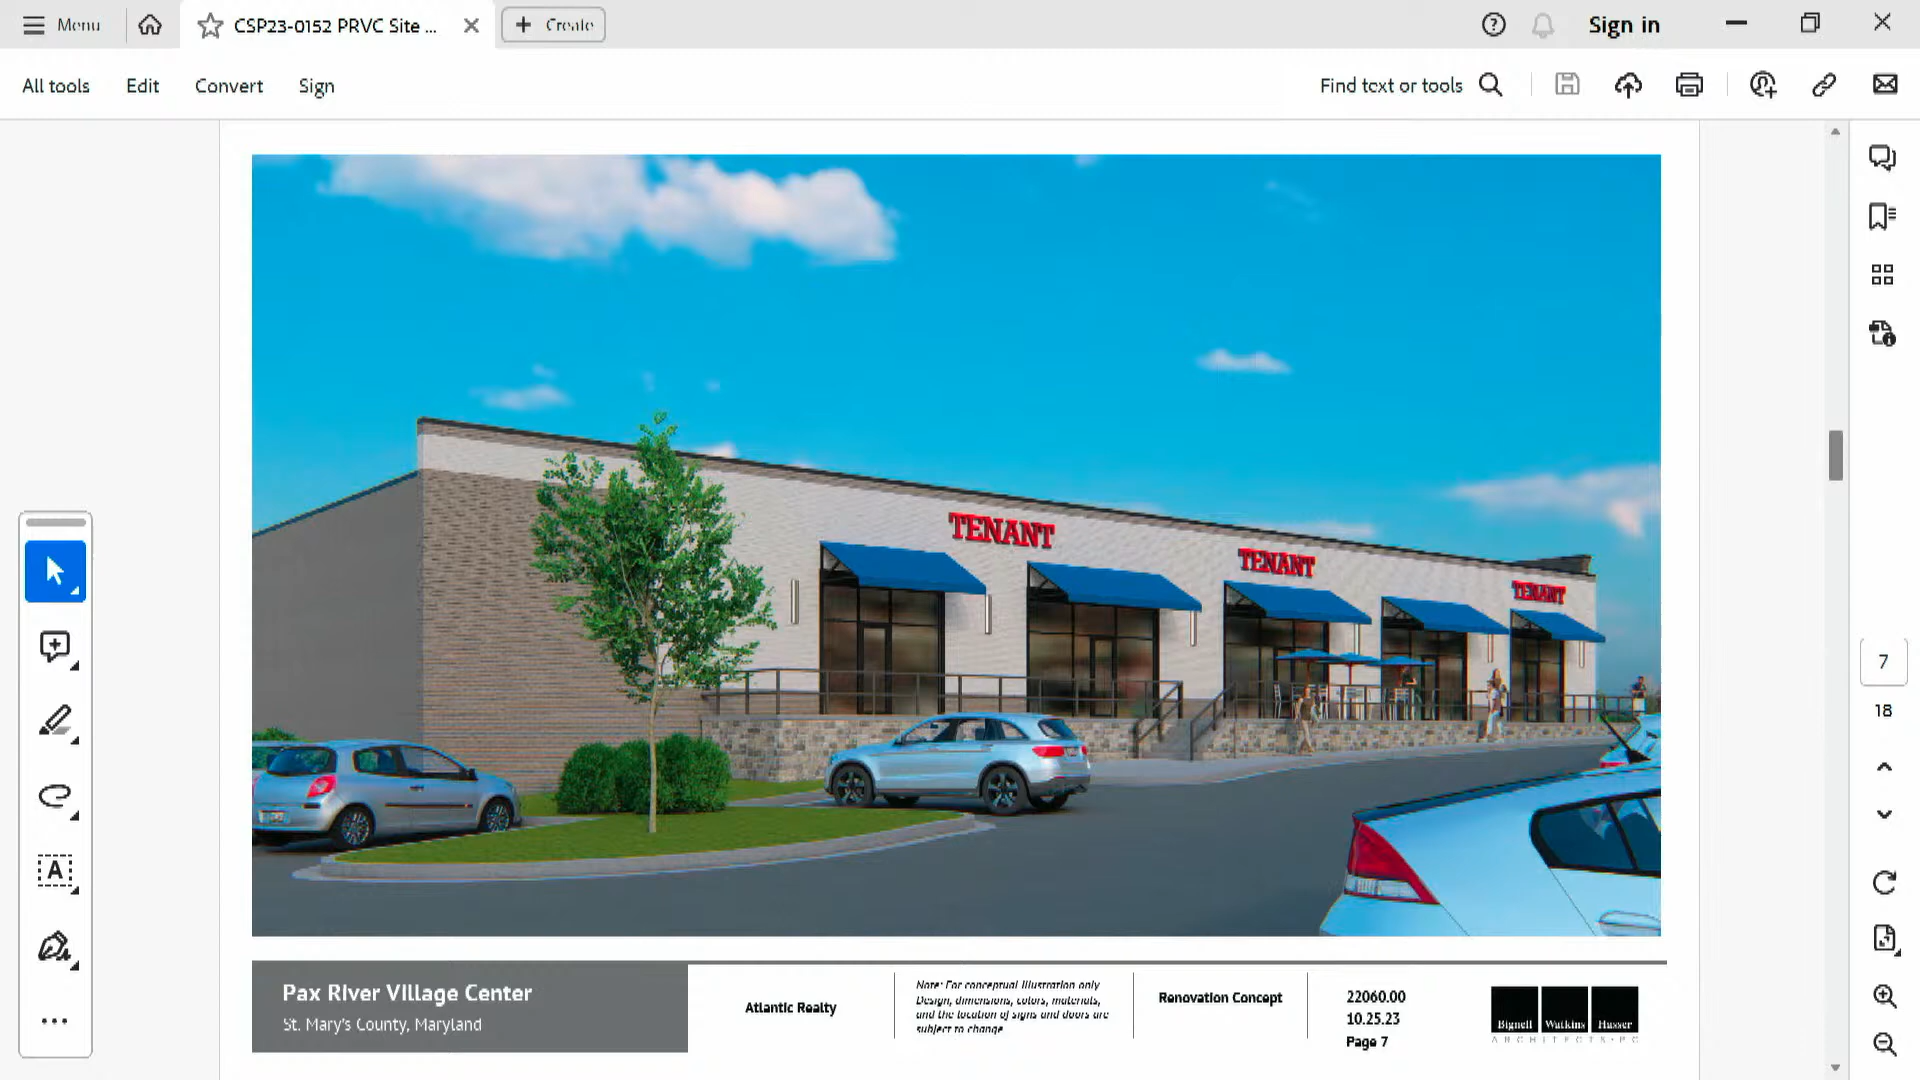 Menu
CSP23-0152 PRVC Site ...
Create
Sign in
All tools
Edit
Convert
Sign
Find text or tools
TENANT
TENANT
TENANT
A
7
18
Pax River Village Center
St. Mary's County, Maryland
Atlantic Realty
Note: For conceptual illustration only
Design, dimensions, colors, materials,
and the location of signs and doors are
subject to change
Renovation Concept
22060.00
10.25.23
Page 7
Bignell Watkins Hasser
ARCHITECTS • PC